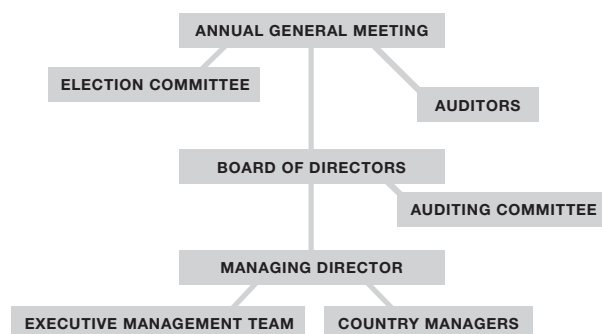 ANNUAL GENERAL MEETING
ELECTION COMMITTEE
AUDITORS
BOARD OF DIRECTORS
AUDITING COMMITTEE
MANAGING DIRECTOR
EXECUTIVE MANAGEMENT TEAM
COUNTRY MANAGERS